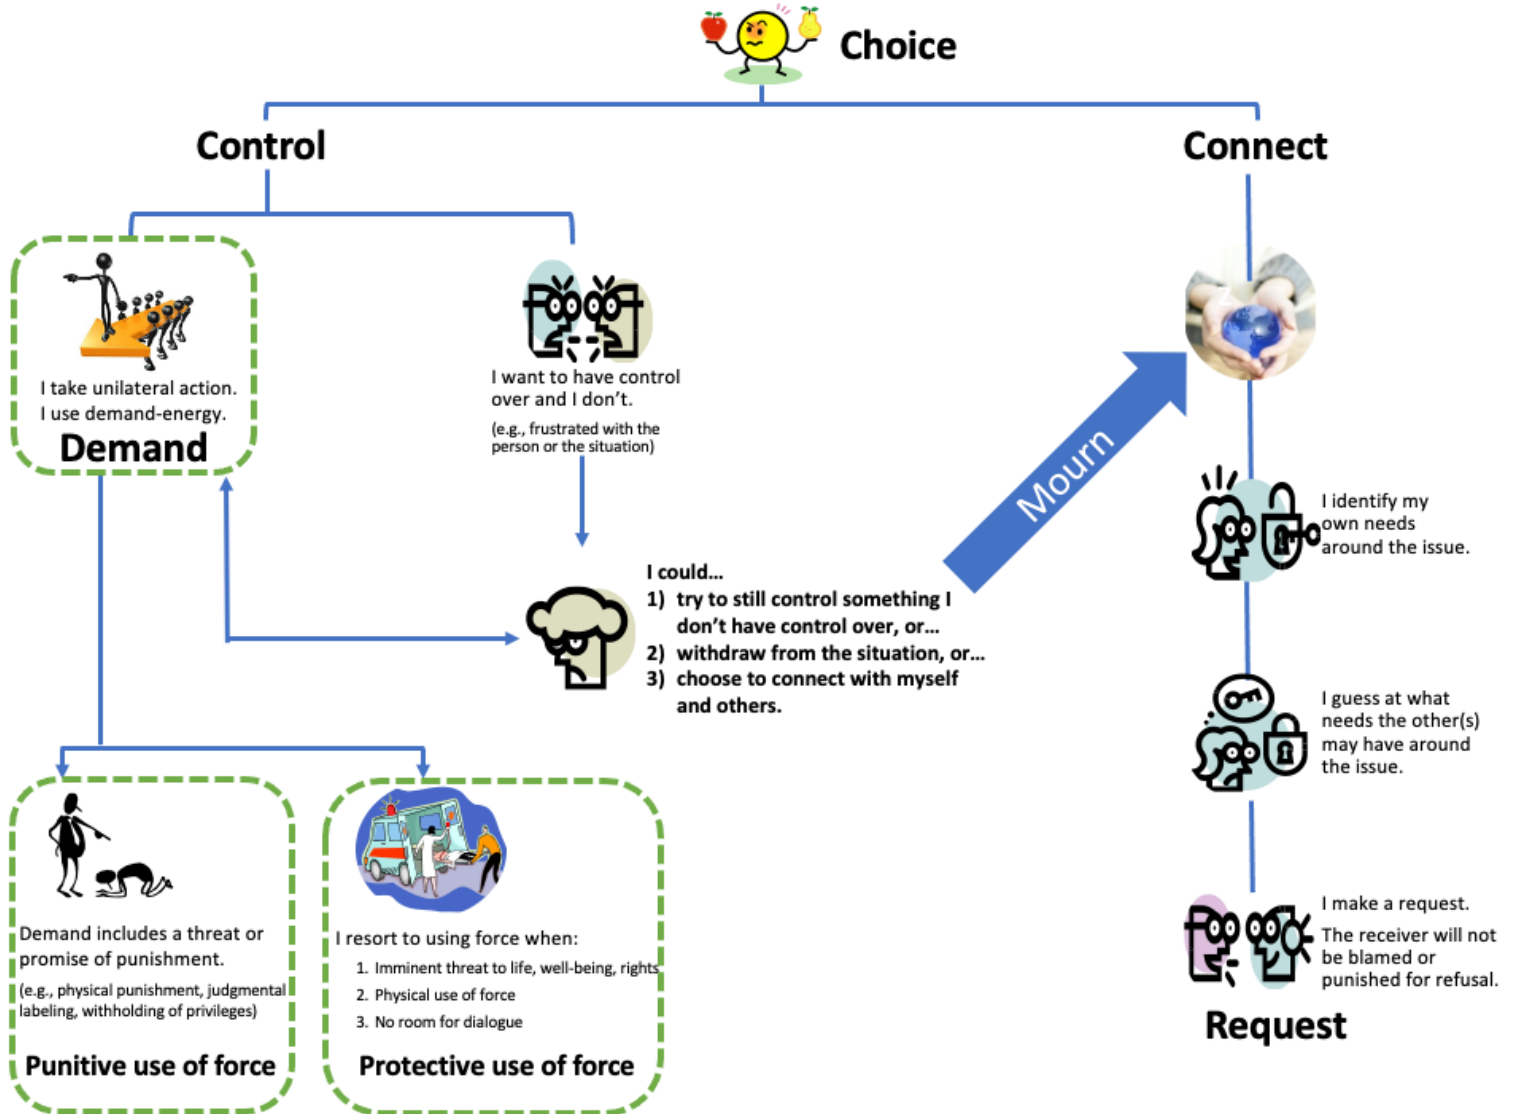 Choice
Control
Connect
I take unilateral action.
I use demand-energy.
Demand
I want to have control
over and I don't.
(e.g., frustrated with the
person or the situation)
I could...
1) try to still control something I
don't have control over, or...
2) withdraw from the situation, or...
3) choose to connect with myself
and others.
Mourn
Z
I identify my
own needs
around the issue.
I guess at what
needs the other(s)
may have around
the issue.
I make a request.
The receiver will not
be blamed or
punished for refusal.
Request
Demand includes a threat or
promise of punishment.
(e.g., physical punishment, judgmental
labeling, withholding of privileges)
Punitive use of force
I resort to using force when:
1. Imminent threat to life, well-being, rights
2. Physical use of force
3. No room for dialogue
Protective use of force